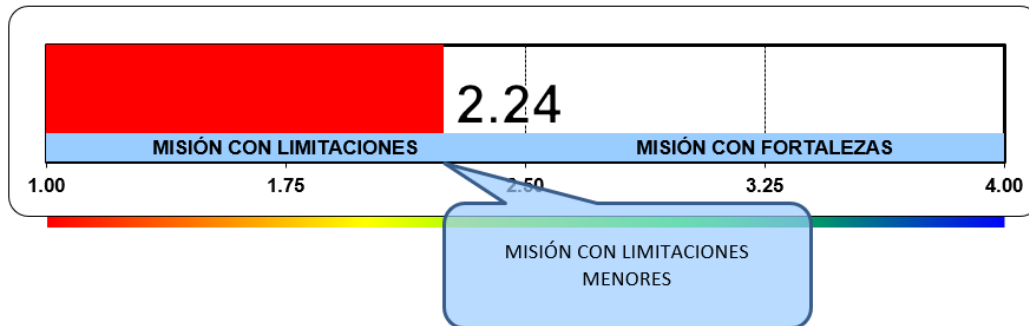 2.24
MISIÓN CON LIMITACIONES MISIÓN CON FORTALEZAS
1.00 1.75 2.50 3.25 4.00
MISIÓN CON LIMITACIONES
MENORES